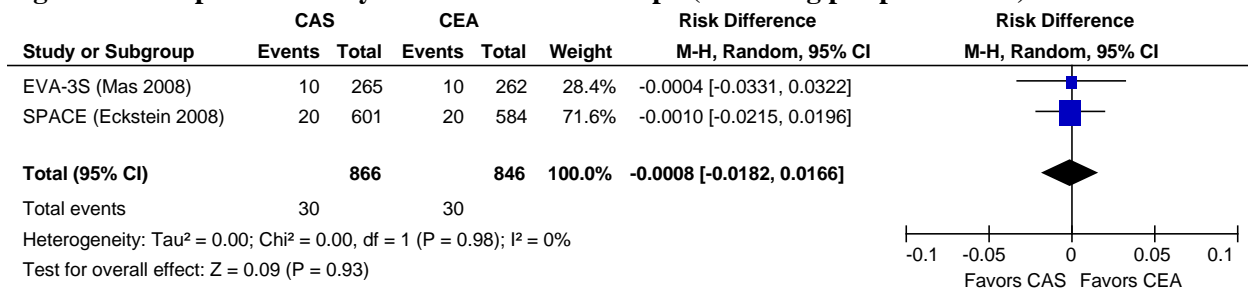 CAS CEA Risk Difference Risk Difference
Study or Subgroup Events Total Events Total Weight M-H, Random, 95% CI M-H, Random, 95% CI
EVA-3S (Mas 2008) 10 265 10 262 28.4% -0.0004 [-0.0331, 0.0322]
SPACE (Eckstein 2008) 20 601 20 584 71.6% -0.0010 [-0.0215, 0.0196]
Total (95% CI) 866 846 100.0% -0.0008 [-0.0182, 0.0166]
Total events 30 30
Heterogeneity: Tau² = 0.00; Chi² = 0.00, df = 1 (P = 0.98); I² = 0%
Test for overall effect: Z = 0.09 (P = 0.93)
-0.1 -0.05 0 0.05 0.1
Favors CAS Favors CEA